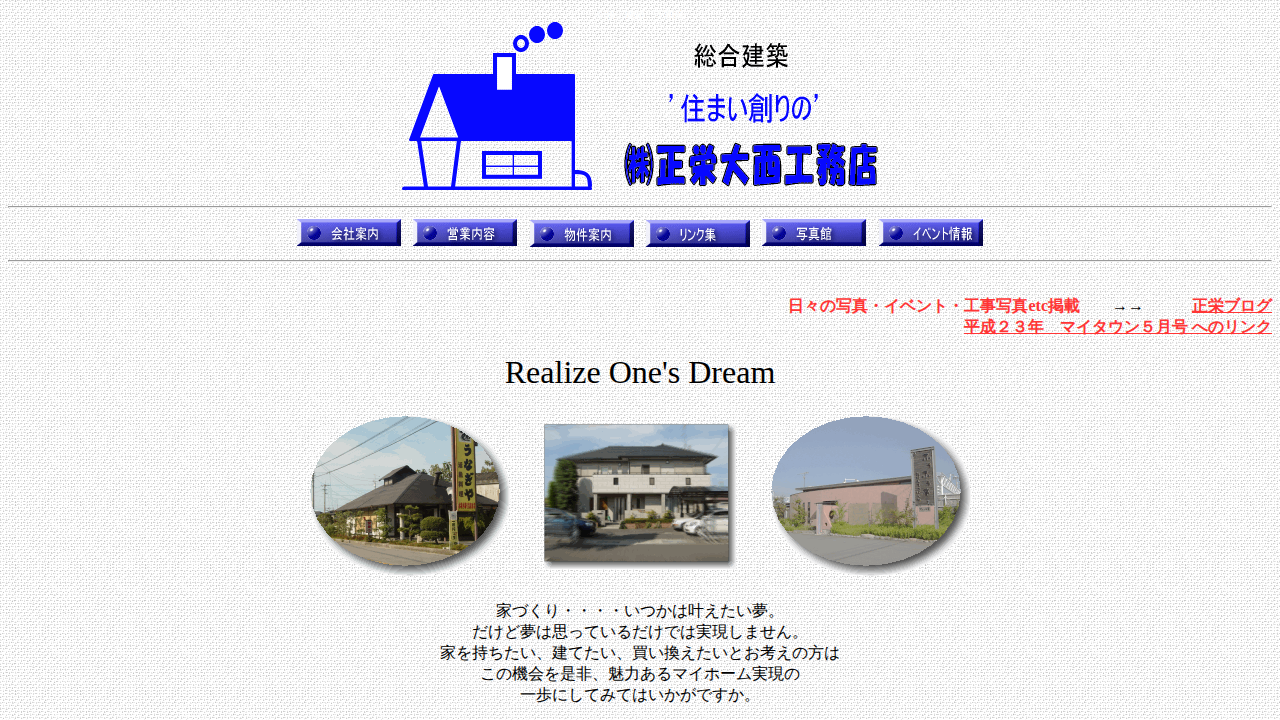 総合建築
’住まい創りの’
㈱正栄大西工務店
会社案内 営業内容 物件案内 リンク集 写真館 イベント情報
日々の写真・イベント・工事写真etc掲載 →→ 正栄ブログ
平成２３年　マイタウン５月号 へのリンク
Realize One's Dream
うなぎや
家づくり・・・・いつかは叶えたい夢。
だけど夢は思っているだけでは実現しません。
家を持ちたい、建てたい、買い換えたいとお考えの方は
この機会を是非、魅力あるマイホーム実現の
一歩にしてみてはいかがですか。